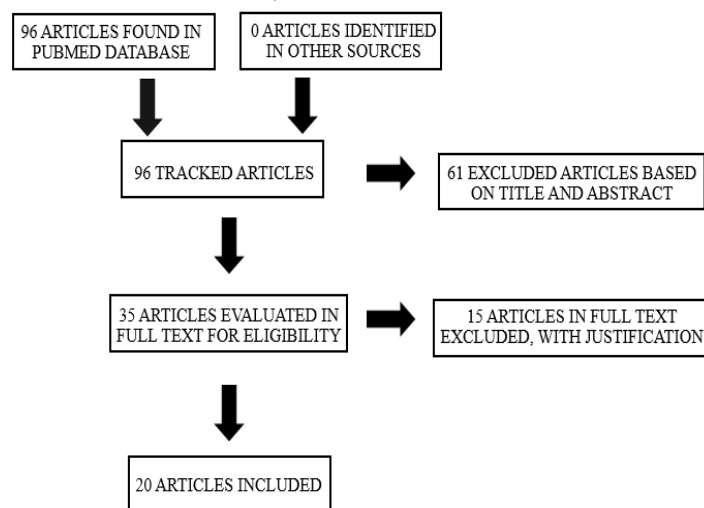 96 ARTICLES FOUND IN
PUBMED DATABASE
0 ARTICLES IDENTIFIED
IN OTHER SOURCES
96 TRACKED ARTICLES
61 EXCLUDED ARTICLES BASED
ON TITLE AND ABSTRACT
35 ARTICLES EVALUATED IN
FULL TEXT FOR ELIGIBILITY
15 ARTICLES IN FULL TEXT
EXCLUDED, WITH JUSTIFICATION
20 ARTICLES INCLUDED